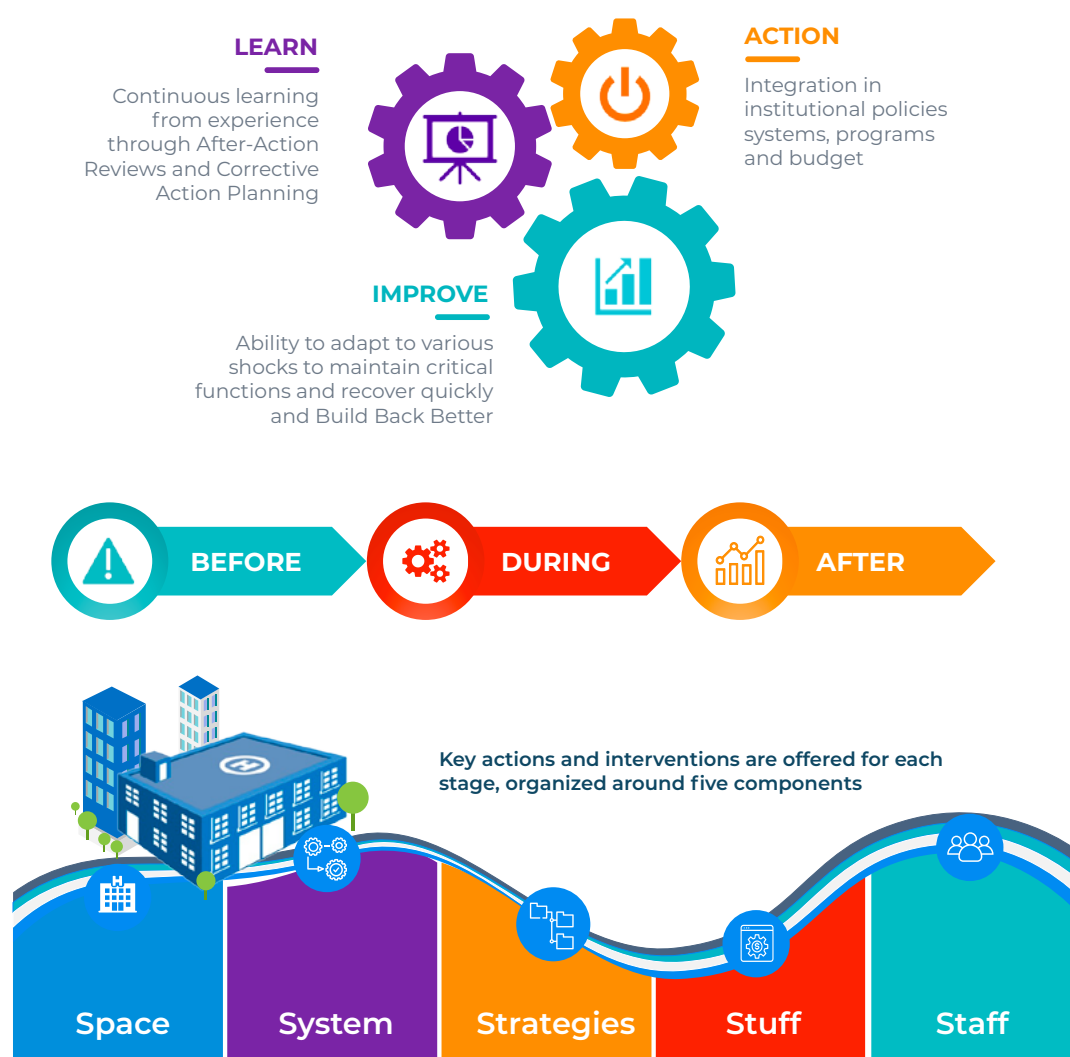 LEARN
Continuous learning
from experience
through After-Action
Reviews and Corrective
Action Planning
ACTION
Integration in
institutional policies
systems, programs
and budget
IMPROVE
Ability to adapt to various
shocks to maintain critical
functions and recover quickly
and Build Back Better
BEFORE
DURING
AFTER
H
Key actions and interventions are offered for each
stage, organized around five components
H
Space
System
Strategies
Stuff
Staff